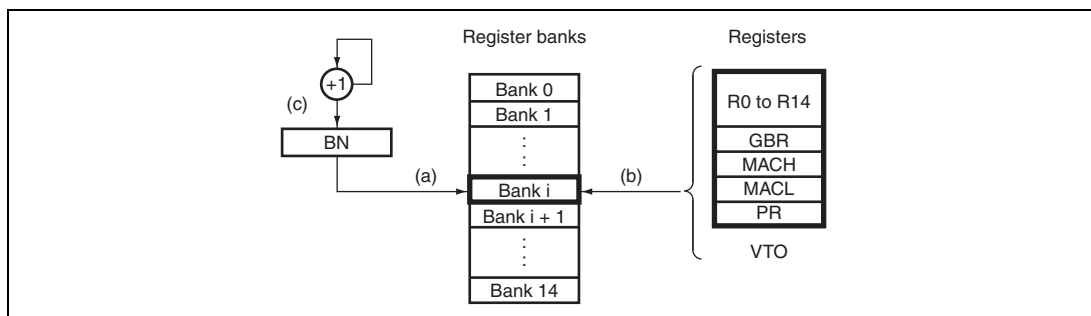 Register banks
Registers
+1
(c)
BN
(a)
Bank 0
Bank 1
Bank i
Bank i + 1
Bank 14
(b)
R0 to R14
GBR
MACH
MACL
PR
VTO